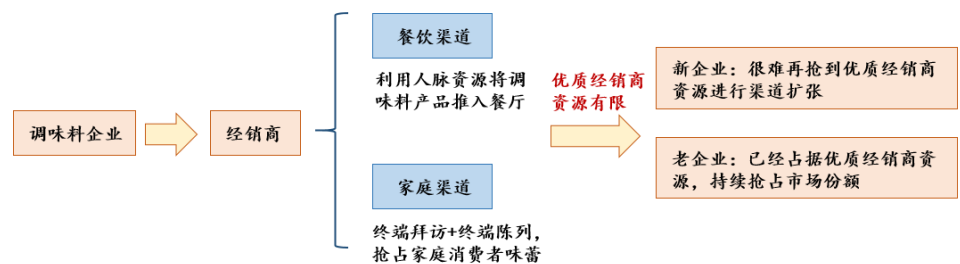 调味料企业
经销商
餐饮渠道
利用人脉资源将调
味料产品推入餐厅
家庭渠道
终端拜访+终端陈列，
抢占家庭消费者味蕾
优质经销商
资源有限
新企业：很难再抢到优质经销商
资源进行渠道扩张
老企业：已经占据优质经销商资
源，持续抢占市场份额